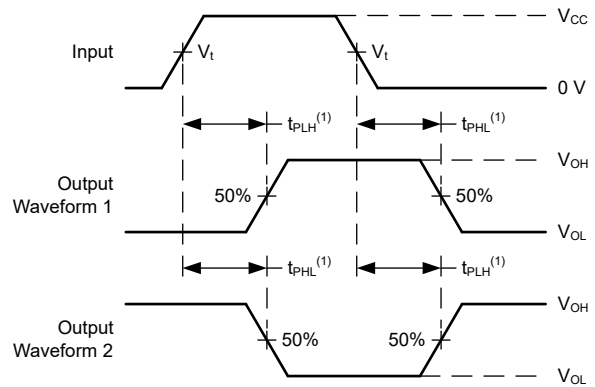 V_CC
Input
V_t
V_t
0 V
t_PLH^(1)
t_PHL^(1)
V_OH
Output
Waveform 1
50%
50%
V_OL
t_PHL^(1)
t_PLH^(1)
V_OH
Output
Waveform 2
50%
50%
V_OL